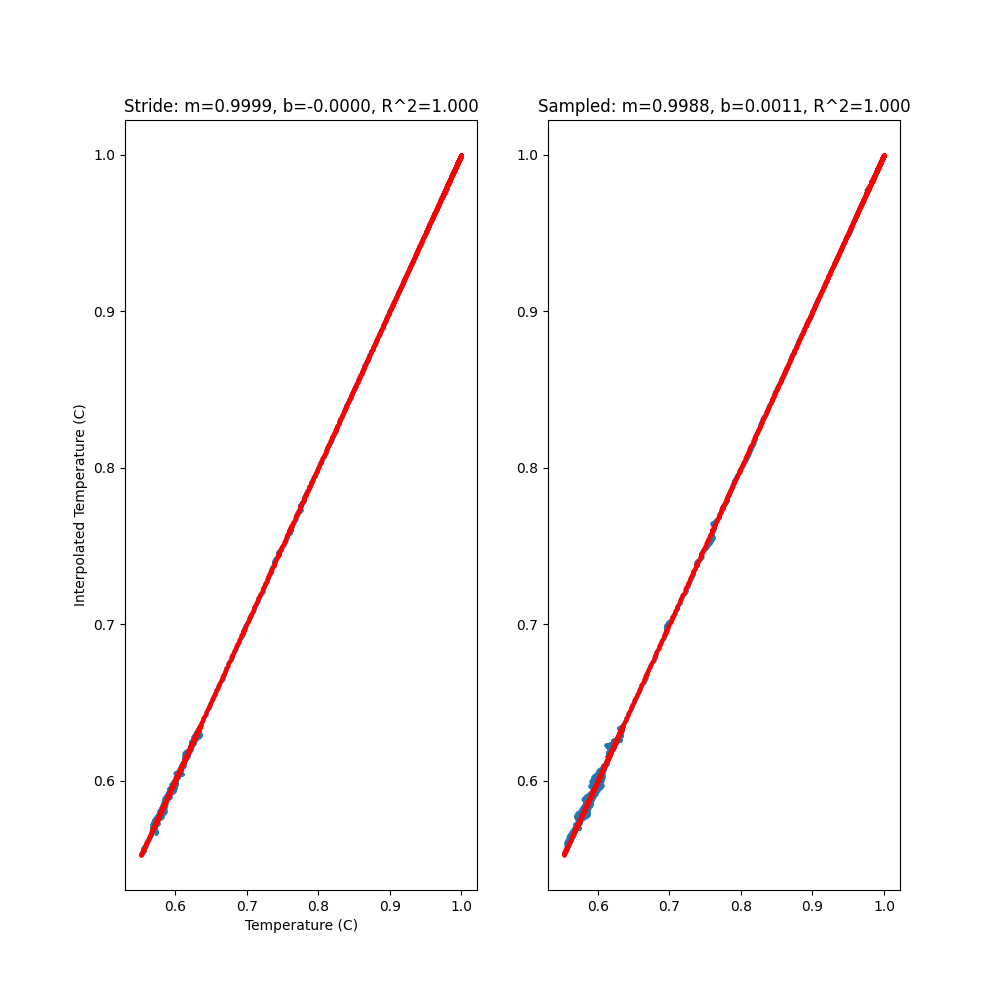 Stride: m=0.9999, b=-0.0000, R^2=1.000
Sampled: m=0.9988, b=0.0011, R^2=1.000
Interpolated Temperature (C)
1.0
0.9
0.8
0.7
0.6
0.6 0.7 0.8 0.9 1.0
Temperature (C)
1.0
0.9
0.8
0.7
0.6
0.6 0.7 0.8 0.9 1.0